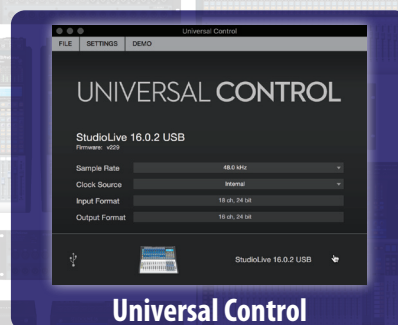 Universal Control
FILE SETTINGS DEMO
UNIVERSAL CONTROL
StudioLive 16.0.2 USB
Firmware: v229
Sample Rate 48.0 kHz
Clock Source Internal
Input Format 18 ch, 24 bit
Output Format 16 ch, 24 bit
StudioLive 16.0.2 USB
Universal Control